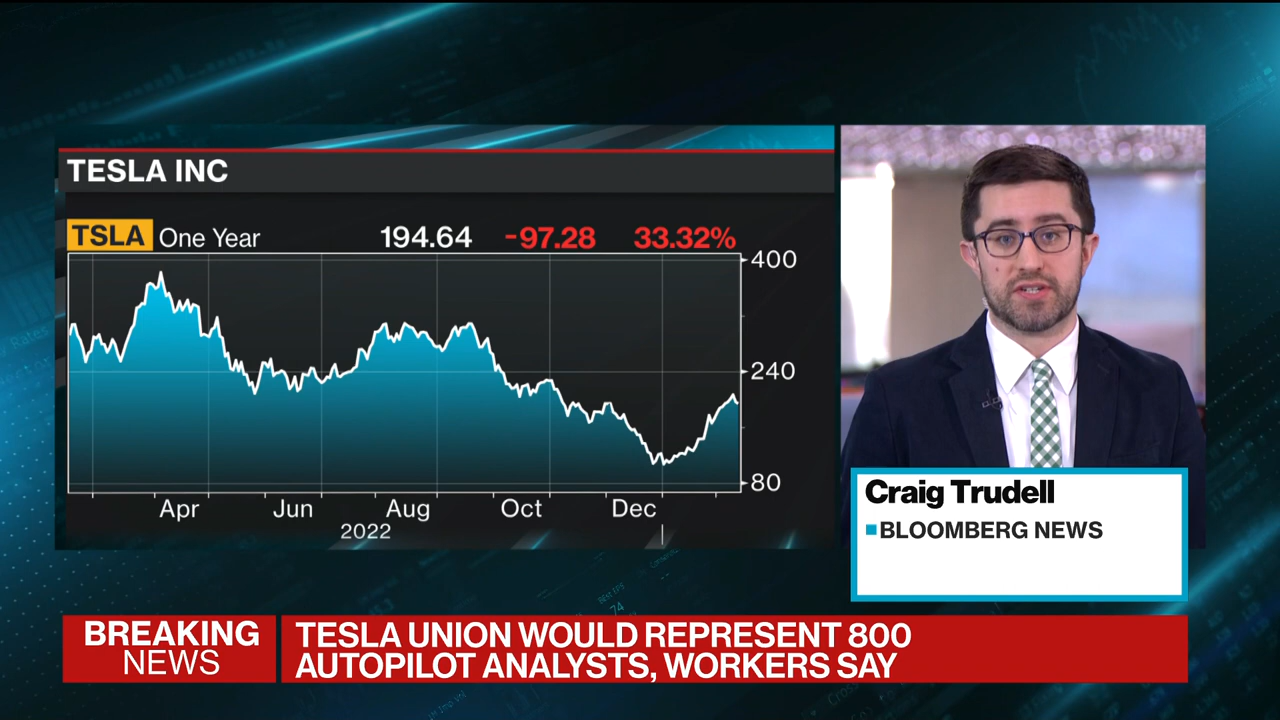 TESLA INC
TSLA One Year 194.64 -97.28 33.32%
400
240
80
Apr Jun Aug Oct Dec
2022
Craig Trudell
BLOOMBERG NEWS
BREAKING
NEWS
TESLA UNION WOULD REPRESENT 800
AUTOPILOT ANALYSTS, WORKERS SAY